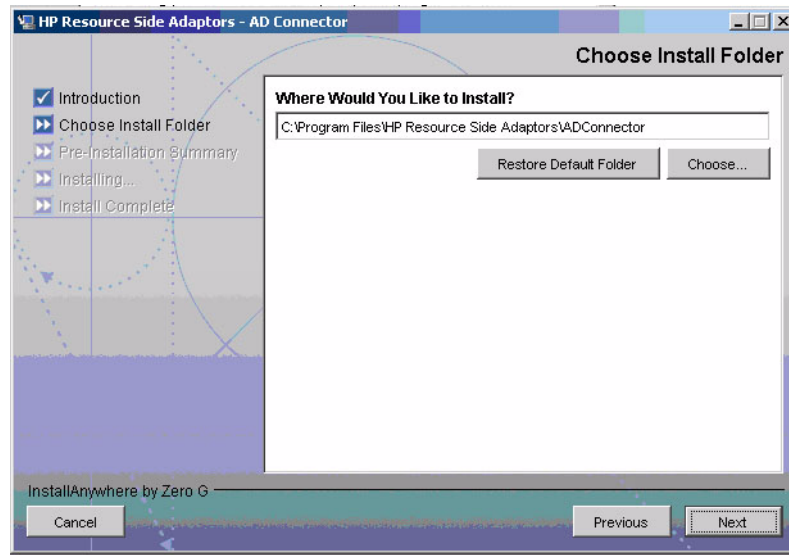 HP Resource Side Adaptors - AD Connector
Choose Install Folder
Introduction
Choose Install Folder
Pre-Installation Summary
Installing...
Install Complete
Where Would You Like to Install?
C:\Program Files\HP Resource Side Adaptors\ADConnector
Restore Default Folder
Choose...
InstallAnywhere by Zero G
Cancel
Previous
Next